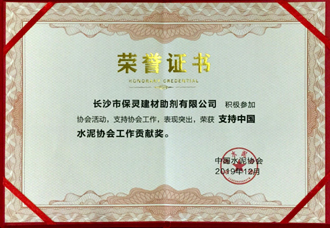 荣誉证书
HONORARY CREDENTIAL
长沙市保灵建材助剂有限公司 积极参加
协会活动，支持协会工作，表现突出，荣获 支持中国
水泥协会工作贡献奖。
中国水泥协会
2019年12月